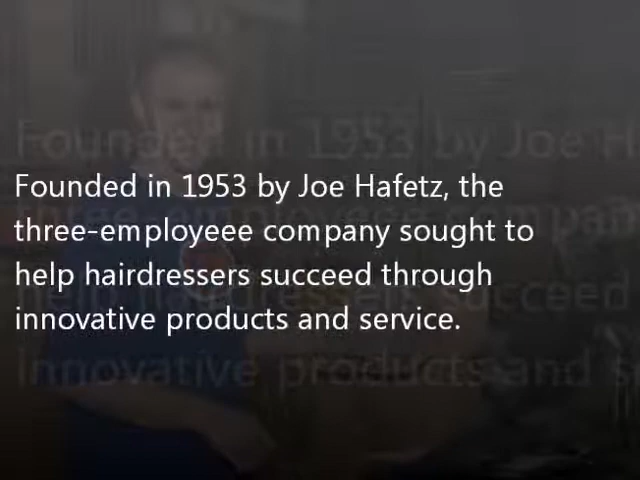 Founded in 1953 by Joe Hafetz, the
three-employeee company sought to
help hairdressers succeed through
innovative products and service.